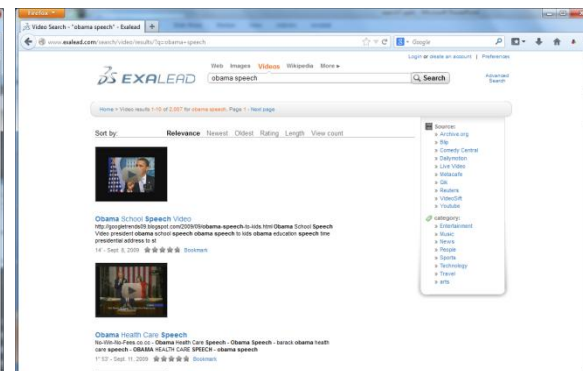 Firefox
Video Search - "obama speech" - Exalead
www.exalead.com/search/video/results/?q=obama+speech
Google
Login or create an account | Preferences
Web Images Videos Wikipedia More
EXALEAD
obama speech
Search
Advanced Search
Home > Video results 1-10 of 2,057 for obama speech. Page 1 - Next page
Sort by: Relevance Newest Oldest Rating Length View count
Obama School Speech Video
http://googletrends09.blogspot.com/2009/09/obama-speech-to-kids.html Obama School Speech
Video president obama school speech obama speech to kids obama education speech time
presidential address to st
14' - Sept. 8, 2009 Bookmark
Obama Health Care Speech
No-Win-No-Fees.co.cc - Obama Health Care Speech - Obama Speech - barack obama health
care speech - OBAMA HEALTH CARE SPEECH - obama speech
1' 53" - Sept. 11, 2009 Bookmark
Source:
Archive.org
Blip
Comedy Central
Dailymotion
Live Video
Metacafe
GK
Reuters
VideoSift
Youtube
category:
Entertainment
Music
News
People
Sports
Technology
Travel
arts